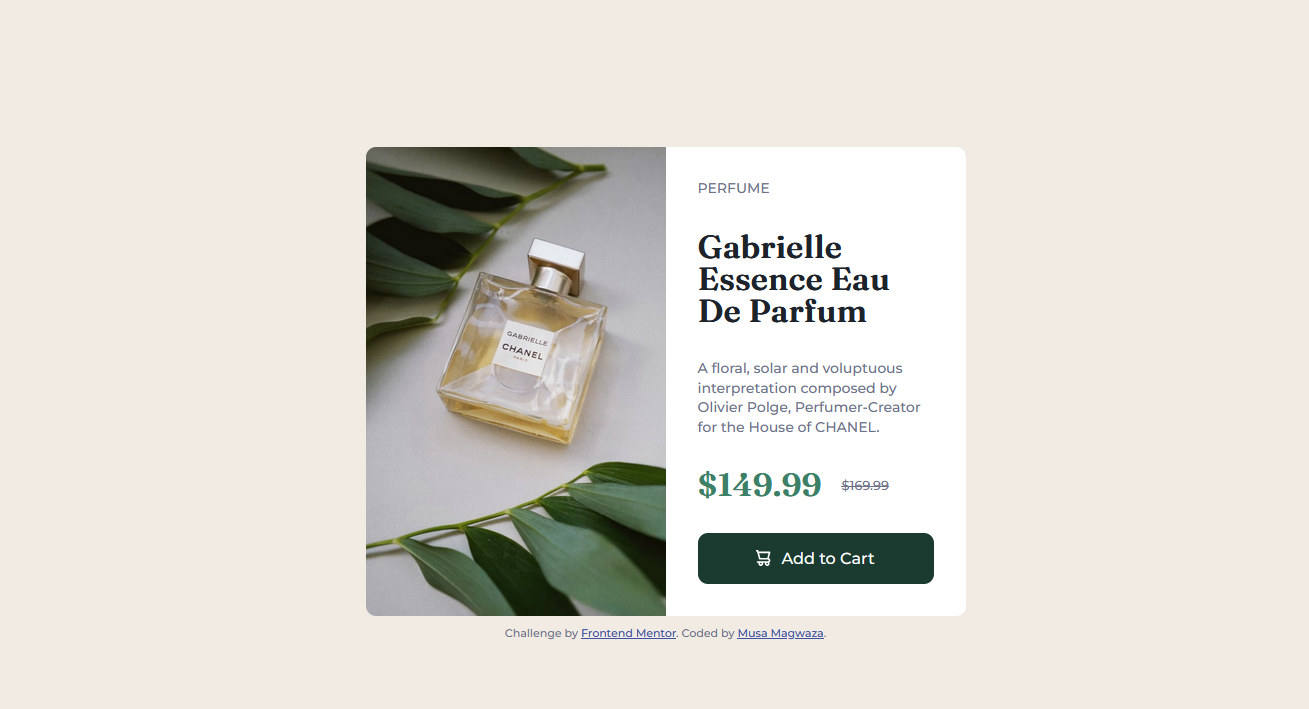 GABRIELLE
CHANEL
PARIS
PERFUME
Gabrielle
Essence Eau
De Parfum
A floral, solar and voluptuous
interpretation composed by
Olivier Polge, Perfumer-Creator
for the House of CHANEL.
$149.99 $169.99
Add to Cart
Challenge by Frontend Mentor. Coded by Musa Magwaza.